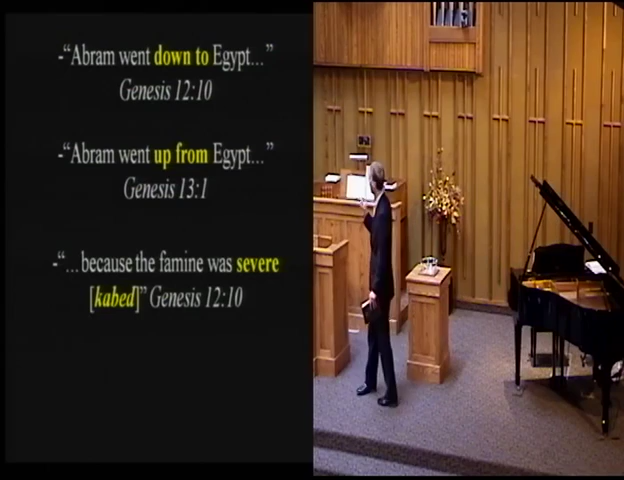 -“Abram went down to Egypt...”
Genesis 12:10
-“Abram went up from Egypt...”
Genesis 13:1
-“...because the famine was severe
[kabed]” Genesis 12:10